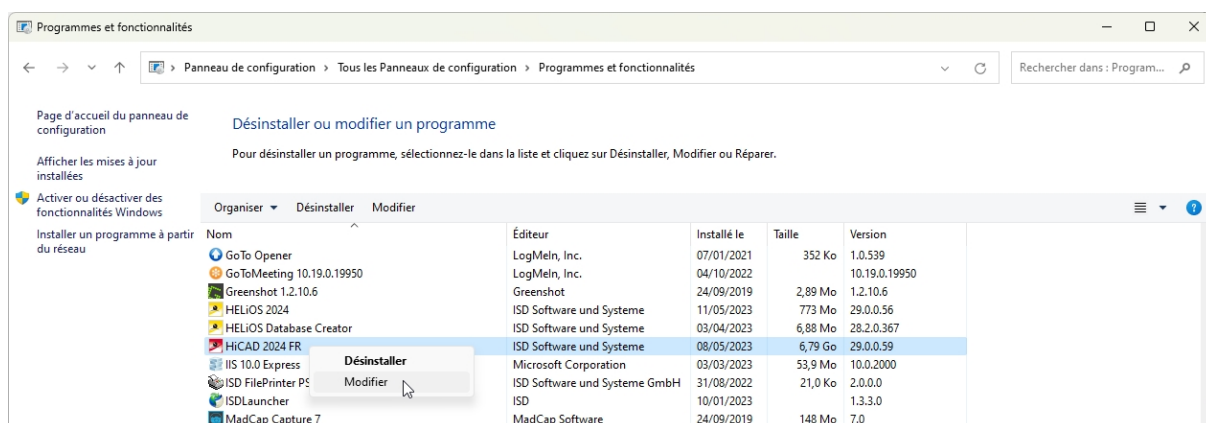 Programmes et fonctionnalités
Panneau de configuration > Tous les Panneaux de configuration > Programmes et fonctionnalités
Rechercher dans : Program...
Page d'accueil du panneau de
configuration
Afficher les mises à jour
installées
Activer ou désactiver des
fonctionnalités Windows
Installer un programme à partir
du réseau
Désinstaller ou modifier un programme
Pour désinstaller un programme, sélectionnez-le dans la liste et cliquez sur Désinstaller, Modifier ou Réparer.
Organiser Désinstaller Modifier
Nom Éditeur Installé le Taille Version
GoTo Opener LogMeIn, Inc. 07/01/2021 352 Ko 1.0.539
GoToMeeting 10.19.0.19950 LogMeIn, Inc. 04/10/2022 10.19.0.19950
Greenshot 1.2.10.6 Greenshot 24/09/2019 2,89 Mo 1.2.10.6
HELiOS 2024 ISD Software und Systeme 11/05/2023 773 Mo 29.0.0.56
HELiOS Database Creator ISD Software und Systeme 03/04/2023 6,88 Mo 28.2.0.367
HiCAD 2024 FR ISD Software und Systeme 08/05/2023 6,79 Go 29.0.0.59
IIS 10.0 Express Microsoft Corporation 03/03/2023 53,9 Mo 10.0.2000
ISD FilePrinter PS ISD Software und Systeme GmbH 31/08/2022 21,0 Ko 2.0.0.0
ISDLauncher ISD 10/01/2023 1.3.3.0
MadCap Capture 7 MadCap Software 24/09/2019 148 Mo 7.0
Désinstaller
Modifier